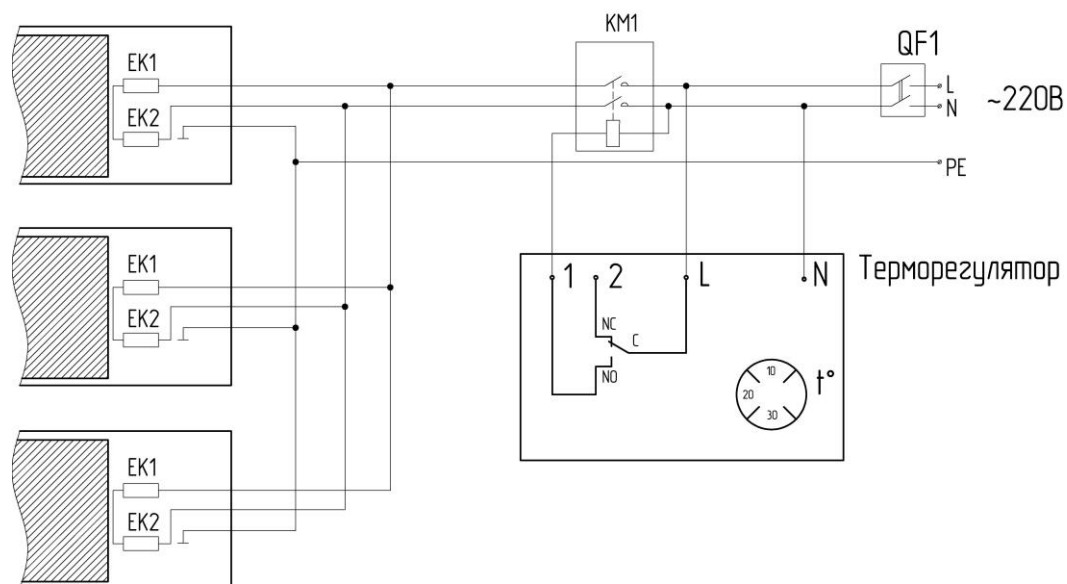 KM1
QF1
EK1
EK2
L
N
~220В
PE
EK1
EK2
1 2 L N
Терморегулятор
NC
C
NO
10
20
30
t°
EK1
EK2